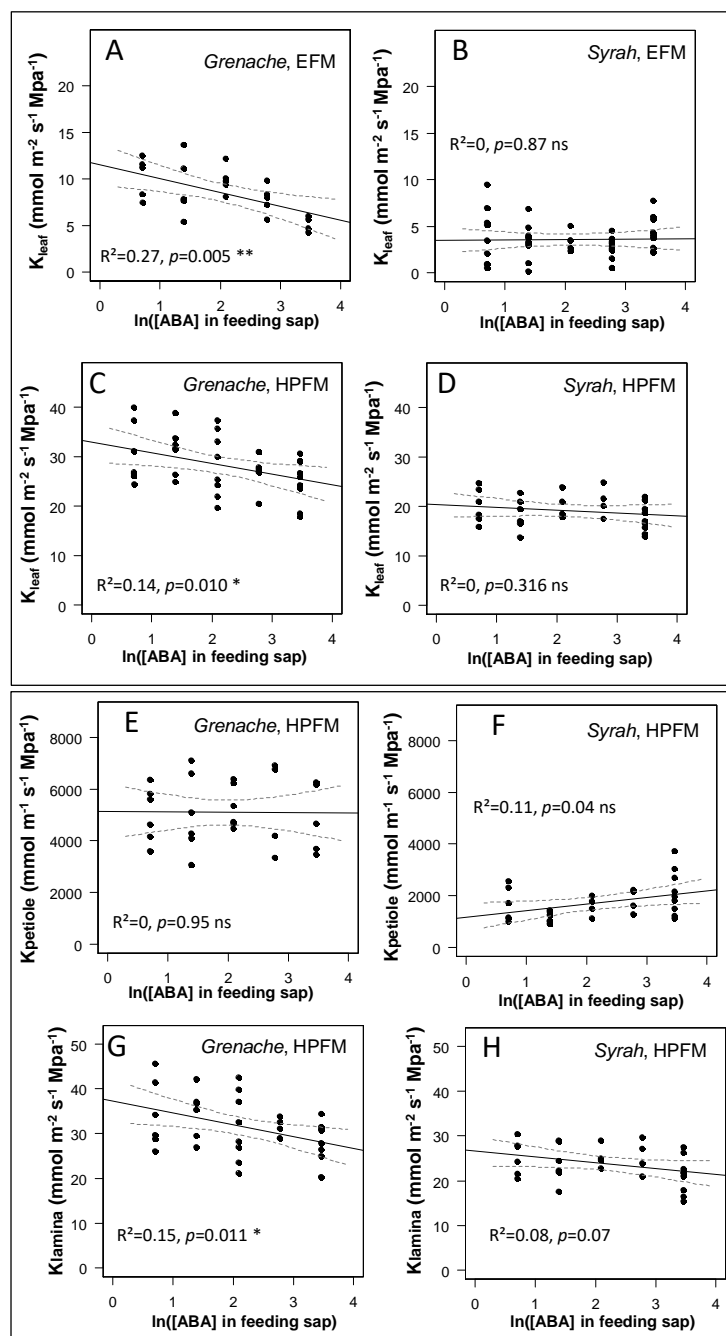 A
Grenache, EFM
K_leaf (mmol m⁻² s⁻¹ Mpa⁻¹)
20
15
10
5
0
R²=0.27, p=0.005 **
0 1 2 3 4
ln([ABA] in feeding sap)
B
Syrah, EFM
R²=0, p=0.87 ns
K_leaf (mmol m⁻² s⁻¹ Mpa⁻¹)
20
15
10
5
0
0 1 2 3 4
ln([ABA] in feeding sap)
C
Grenache, HPFM
K_leaf (mmol m⁻² s⁻¹ Mpa⁻¹)
40
30
20
10
0
R²=0.14, p=0.010 *
0 1 2 3 4
ln([ABA] in feeding sap)
D
Syrah, HPFM
K_leaf (mmol m⁻² s⁻¹ Mpa⁻¹)
40
30
20
10
0
R²=0, p=0.316 ns
0 1 2 3 4
ln([ABA] in feeding sap)
E
Grenache, HPFM
Kpetiole (mmol m⁻¹ s⁻¹ Mpa⁻¹)
8000
6000
4000
2000
0
R²=0, p=0.95 ns
0 1 2 3 4
ln([ABA] in feeding sap)
F
Syrah, HPFM
R²=0.11, p=0.04 ns
Kpetiole (mmol m⁻¹ s⁻¹ Mpa⁻¹)
8000
6000
4000
2000
0
0 1 2 3 4
ln([ABA] in feeding sap)
G
Grenache, HPFM
Klamina (mmol m⁻² s⁻¹ Mpa⁻¹)
50
40
30
20
10
0
R²=0.15, p=0.011 *
0 1 2 3 4
ln([ABA] in feeding sap)
H
Syrah, HPFM
Klamina (mmol m⁻² s⁻¹ Mpa⁻¹)
50
40
30
20
10
0
R²=0.08, p=0.07
0 1 2 3 4
ln([ABA] in feeding sap)